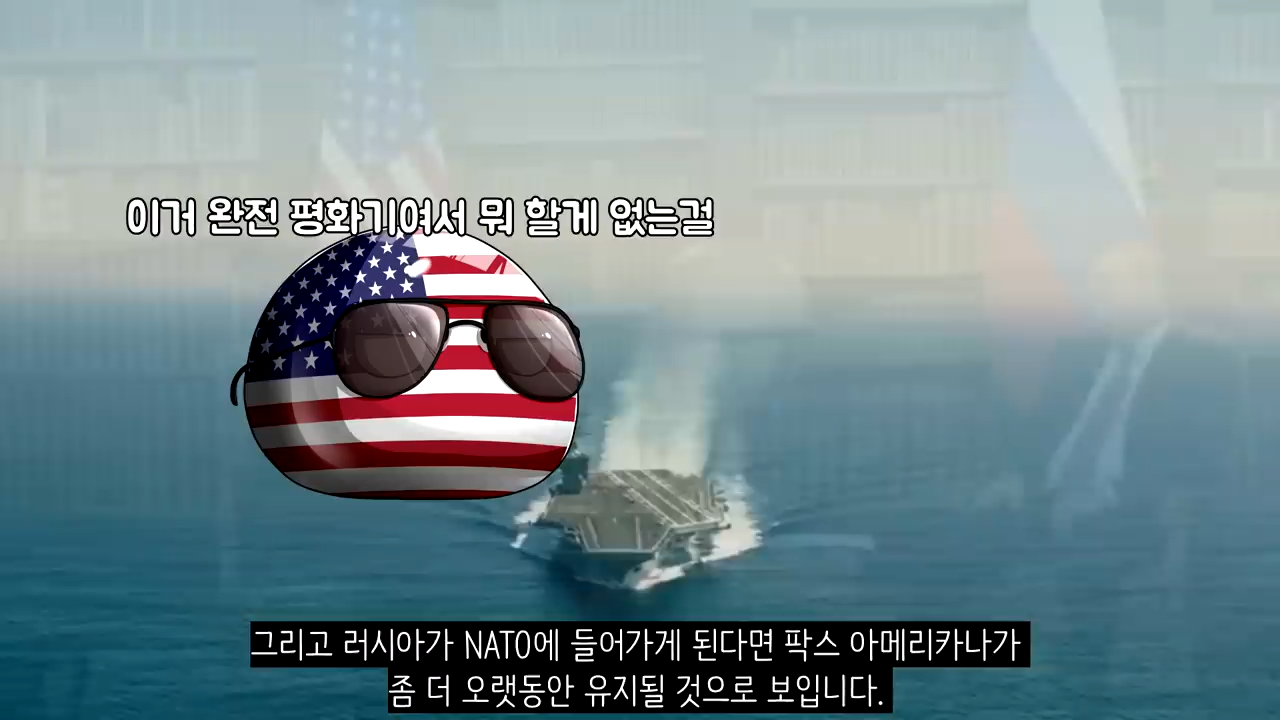 이거 완전 평화기여서 뭐 할게 없는걸
그리고 러시아가 NATO에 들어가게 된다면 팍스 아메리카나가
좀 더 오랫동안 유지될 것으로 보입니다.